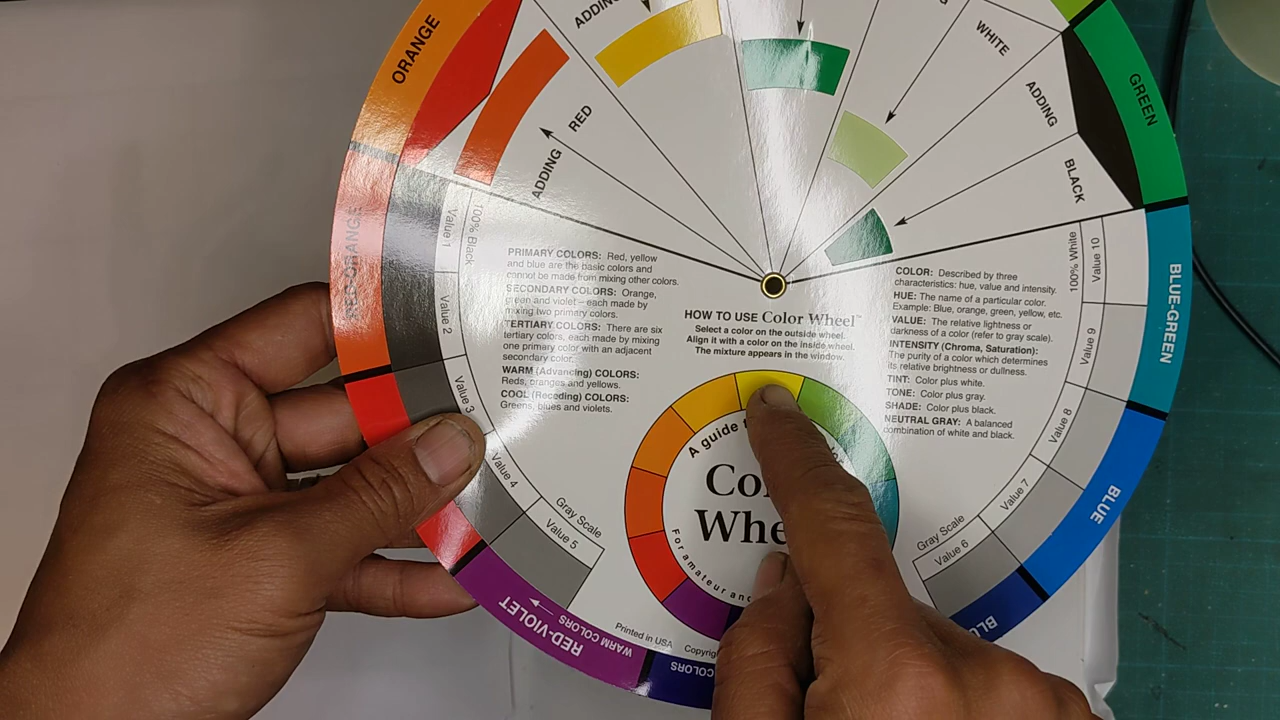 ORANGE
ADDING
RED
ADDING
WHITE
ADDING
BLACK
GREEN
BLUE-GREEN
BLUE
RED-ORANGE
100% Black
Value 1
Value 2
Value 3
Value 4
Value 5
Gray Scale
PRIMARY COLORS: Red, yellow
and blue are the basic colors and
cannot be made from mixing other colors.
SECONDARY COLORS: Orange,
green and violet – each made by
mixing two primary colors.
TERTIARY COLORS: There are six
tertiary colors, each made by mixing
one primary color with an adjacent
secondary color.
WARM (Advancing) COLORS:
Reds, oranges and yellows.
COOL (Receding) COLORS:
Greens, blues and violets.
HOW TO USE Color Wheel™
Select a color on the outside wheel.
Align it with a color on the inside wheel.
The mixture appears in the window.
COLOR: Described by three
characteristics: hue, value and intensity.
HUE: The name of a particular color.
Example: Blue, orange, green, yellow, etc.
VALUE: The relative lightness or
darkness of a color (refer to gray scale).
INTENSITY (Chroma, Saturation):
The purity of a color which determines
its relative brightness or dullness.
TINT: Color plus white.
TONE: Color plus gray.
SHADE: Color plus black.
NEUTRAL GRAY: A balanced
combination of white and black.
100% White
Value 10
Value 9
Value 8
Value 7
Value 6
Gray Scale
A guide
Co
Whe
For amateur and
Printed in USA
RED-VIOLET
WARM COLORS
COLORS